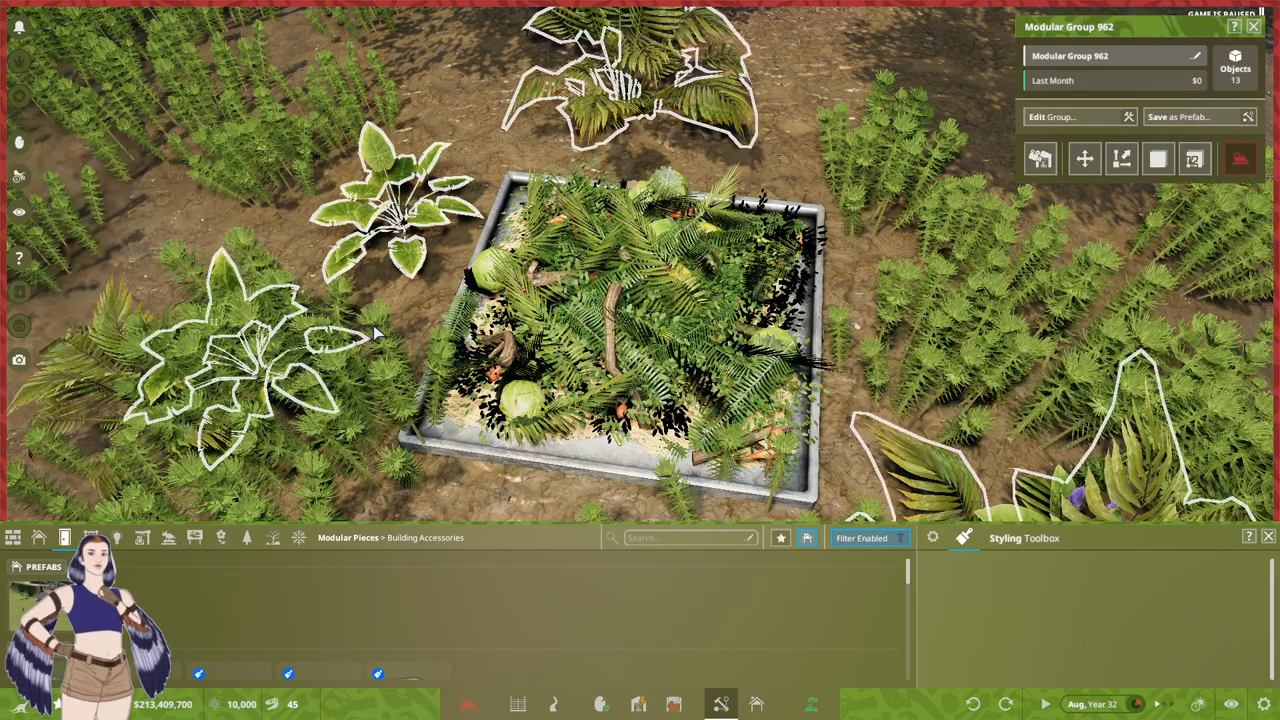 GAME IS PAUSED
Modular Group 962
?
Modular Group 962
Objects
13
Last Month $0
Edit Group...
Save as Prefab...
?
Modular Pieces > Building Accessories
Search...
Filter Enabled
Styling Toolbox
?
PREFABS
$213,409,700
10,000
45
Aug, Year 32
?